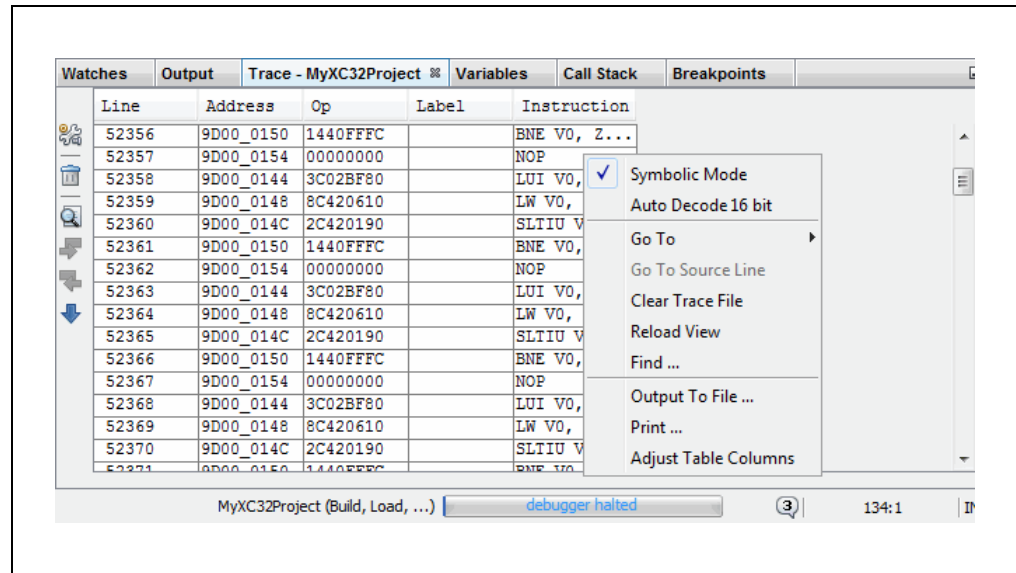 Watches Output Trace - MyXC32Project Variables Call Stack Breakpoints
Line Address Op Label Instruction
52356 9D00_0150 1440FFFC BNE V0, Z...
52357 9D00_0154 00000000 NOP
52358 9D00_0144 3C02BF80 LUI V0,
52359 9D00_0148 8C420610 LW V0,
52360 9D00_014C 2C420190 SLTIU V
52361 9D00_0150 1440FFFC BNE V0,
52362 9D00_0154 00000000 NOP
52363 9D00_0144 3C02BF80 LUI V0,
52364 9D00_0148 8C420610 LW V0,
52365 9D00_014C 2C420190 SLTIU V
52366 9D00_0150 1440FFFC BNE V0,
52367 9D00_0154 00000000 NOP
52368 9D00_0144 3C02BF80 LUI V0,
52369 9D00_0148 8C420610 LW V0,
52370 9D00_014C 2C420190 SLTIU V
52371 9D00_0150 1440FFFC BNE V0
Symbolic Mode
Auto Decode 16 bit
Go To
Go To Source Line
Clear Trace File
Reload View
Find ...
Output To File ...
Print ...
Adjust Table Columns
MyXC32Project (Build, Load, ...) debugger halted 3 134:1